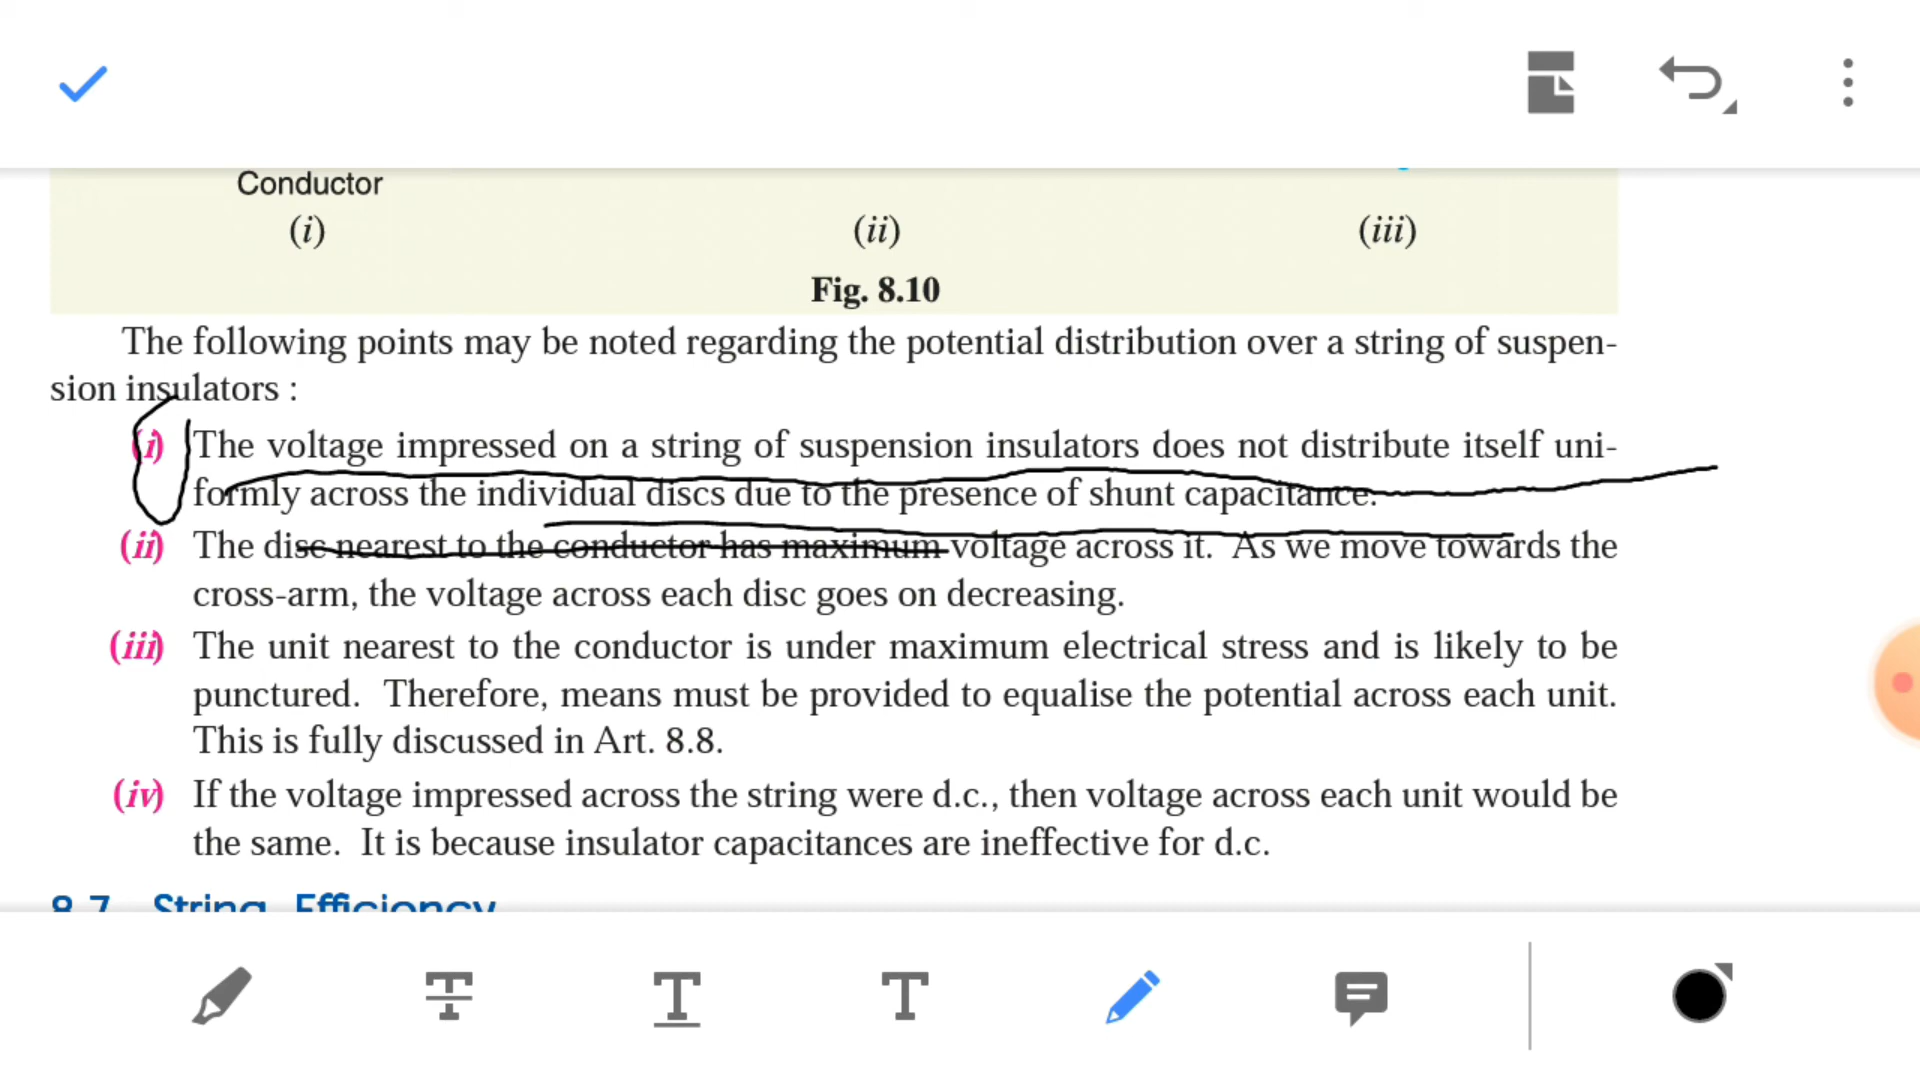 Conductor
(i) (ii) (iii)
Fig. 8.10
The following points may be noted regarding the potential distribution over a string of suspen-
sion insulators :
(i) The voltage impressed on a string of suspension insulators does not distribute itself uni-
formly across the individual discs due to the presence of shunt capacitance.
(ii) The disc nearest to the conductor has maximum voltage across it. As we move towards the
cross-arm, the voltage across each disc goes on decreasing.
(iii) The unit nearest to the conductor is under maximum electrical stress and is likely to be
punctured. Therefore, means must be provided to equalise the potential across each unit.
This is fully discussed in Art. 8.8.
(iv) If the voltage impressed across the string were d.c., then voltage across each unit would be
the same. It is because insulator capacitances are ineffective for d.c.
8.7 String Efficiency
T T T